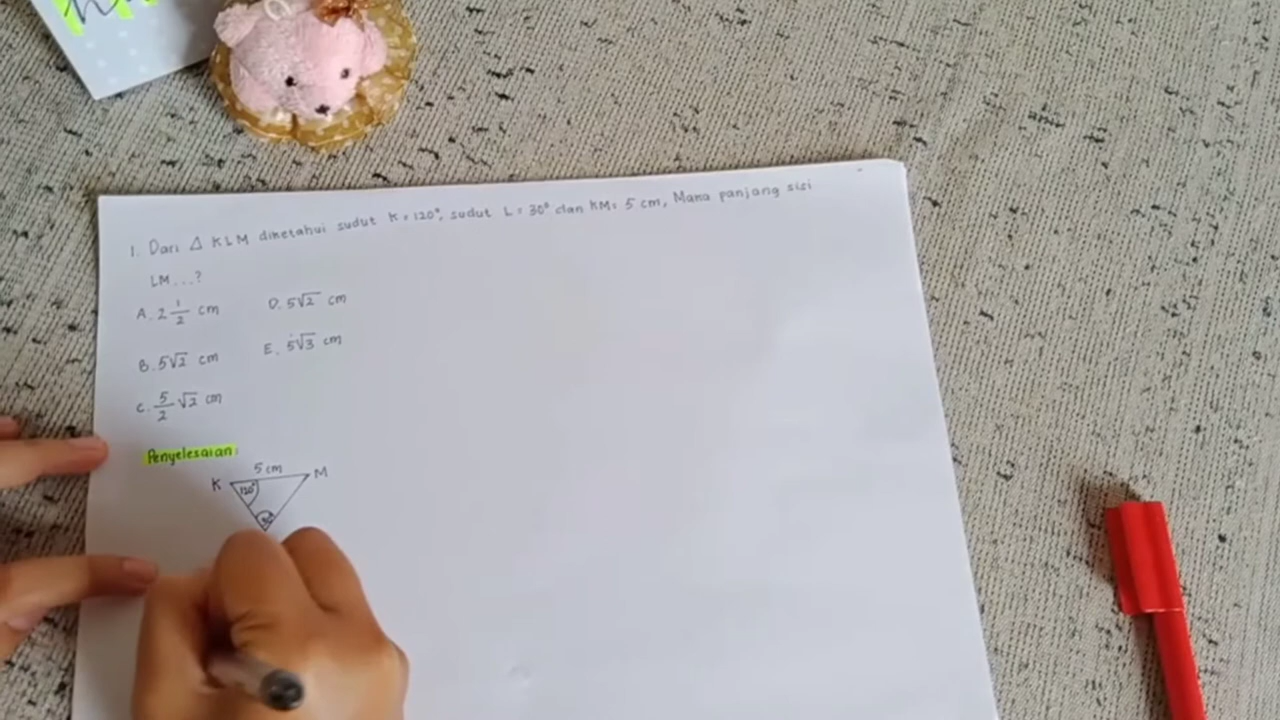 1. Dari △ KLM diketahui sudut K = 120°, sudut L = 30° dan KM = 5 cm, Maka panjang sisi
LM...?
A. 2 1/2 cm
D. 5√2 cm
B. 5√2 cm
E. 5√3 cm
C. 5/2 √2 cm
Penyelesaian:
5 cm
K
M
120°